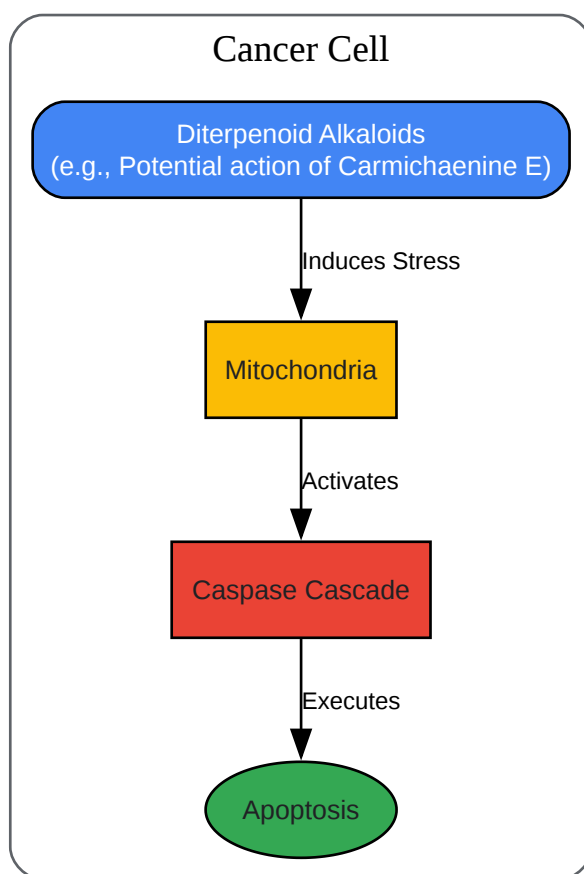 Cancer Cell
Diterpenoid Alkaloids
(e.g., Potential action of Carmichaenine E)
Induces Stress
Mitochondria
Activates
Caspase Cascade
Executes
Apoptosis